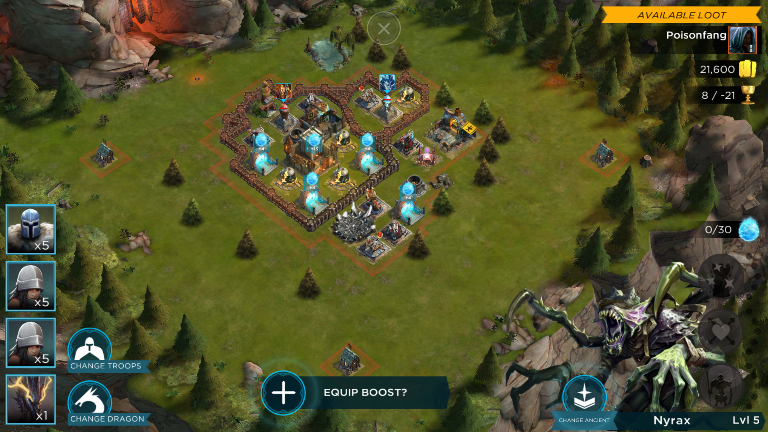 AVAILABLE LOOT
Poisonfang
21,600
8 / -21
0/30
x5
x5
x5
x1
CHANGE TROOPS
CHANGE DRAGON
EQUIP BOOST?
CHANGE ANCIENT
Nyrax
Lvl 5